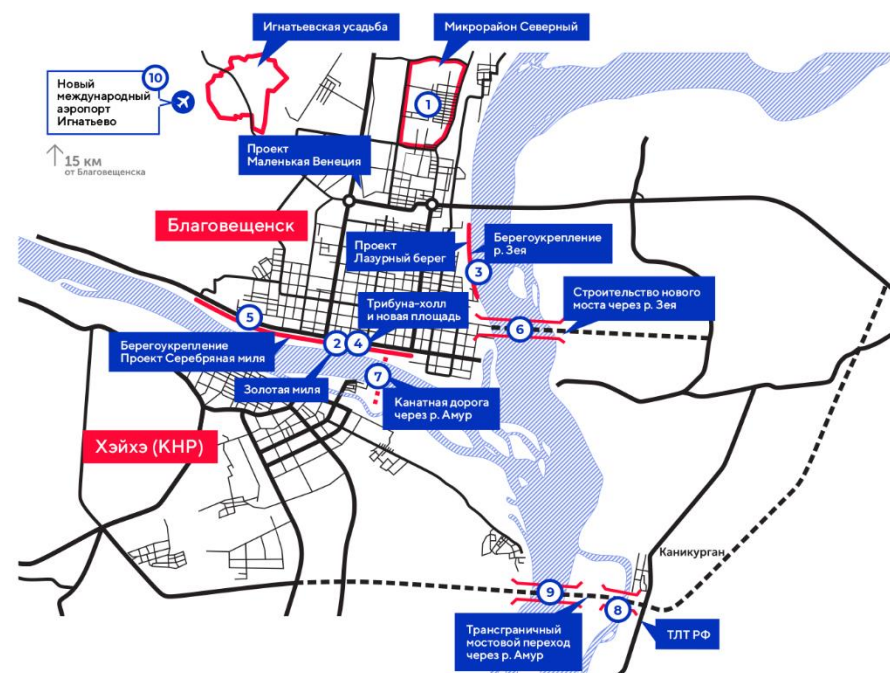 Игнатьевская усадьба
Микрорайон Северный
10
Новый
международный
аэропорт
Игнатьево
1
15 км
от Благовещенска
Проект
Маленькая Венеция
Благовещенск
Проект
Лазурный берег
Берегоукрепление
р. Зея
3
Строительство нового
моста через р. Зея
Трибуна-холл
и новая площадь
5
6
2
4
Берегоукрепление
Проект Серебряная миля
Золотая миля
7
Канатная дорога
через р. Амур
Хэйхэ (КНР)
Каникурган
9
8
Трансграничный
мостовой переход
через р. Амур
ТЛТ РФ